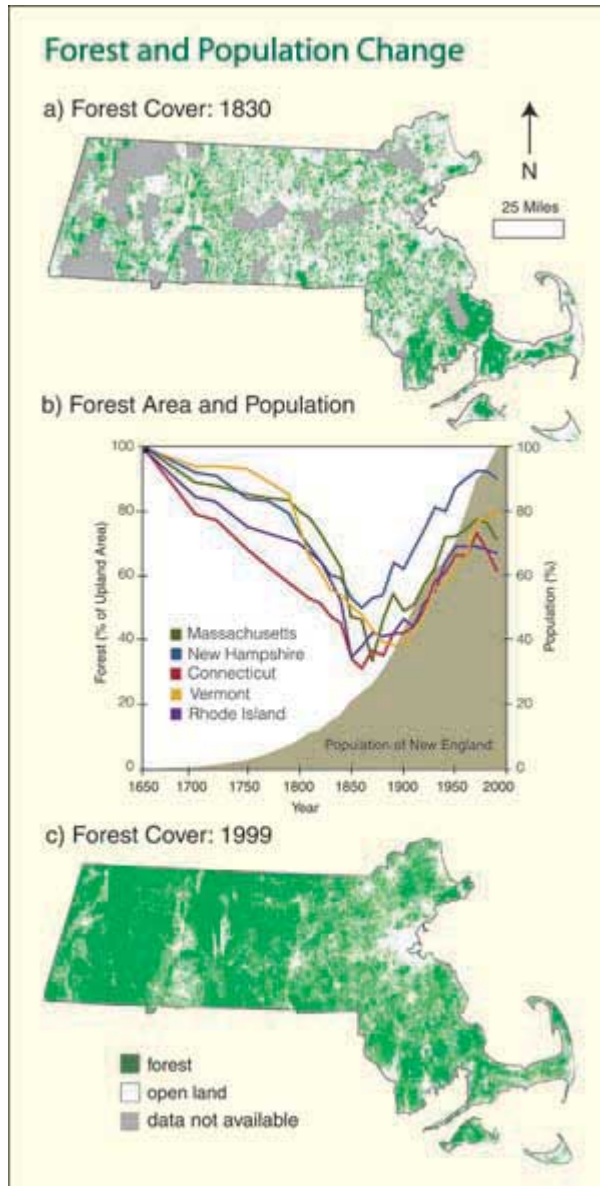 Forest and Population Change
a) Forest Cover: 1830
N
25 Miles
b) Forest Area and Population
100
80
60
40
20
0
Forest (% of Upland Area)
100
80
60
40
20
0
Population (%)
Massachusetts
New Hampshire
Connecticut
Vermont
Rhode Island
Population of New England
1650 1700 1750 1800 1850 1900 1950 2000
Year
c) Forest Cover: 1999
forest
open land
data not available